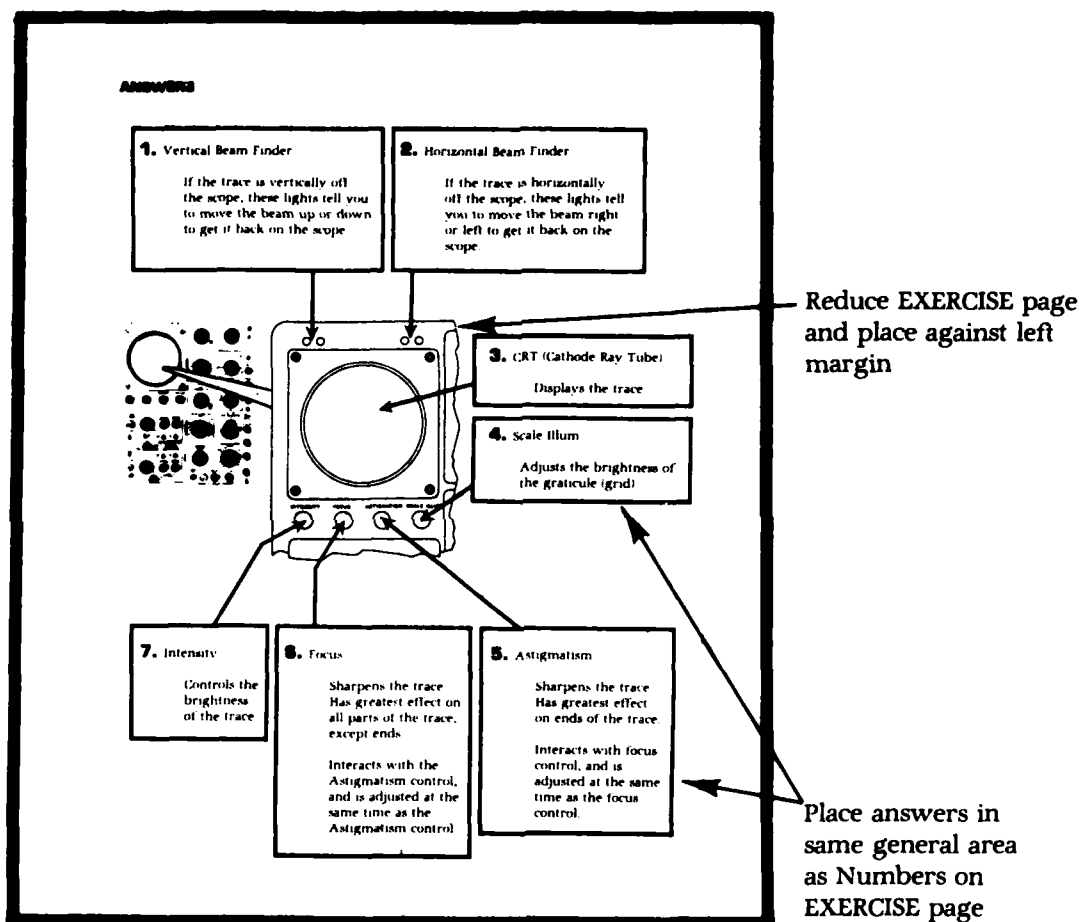 ANSWERS
1. Vertical Beam Finder
If the trace is vertically off
the scope, these lights tell you
to move the beam up or down
to get it back on the scope
2. Horizontal Beam Finder
If the trace is horizontally
off the scope, these lights tell
you to move the beam right
or left to get it back on the
scope.
Reduce EXERCISE page
and place against left
margin
3. CRT (Cathode Ray Tube)
Displays the trace
4. Scale Illum
Adjusts the brightness of
the graticule (grid)
INTENSITY FOCUS ASTIGMATISM SCALE
7. Intensity
Controls the
brightness
of the trace
6. Focus
Sharpens the trace
Has greatest effect on
all parts of the trace,
except ends
Interacts with the
Astigmatism control,
and is adjusted at the
same time as the
Astigmatism control
5. Astigmatism
Sharpens the trace
Has greatest effect
on ends of the trace.
Interacts with focus
control, and is
adjusted at the same
time as the focus
control.
Place answers in
same general area
as Numbers on
EXERCISE page